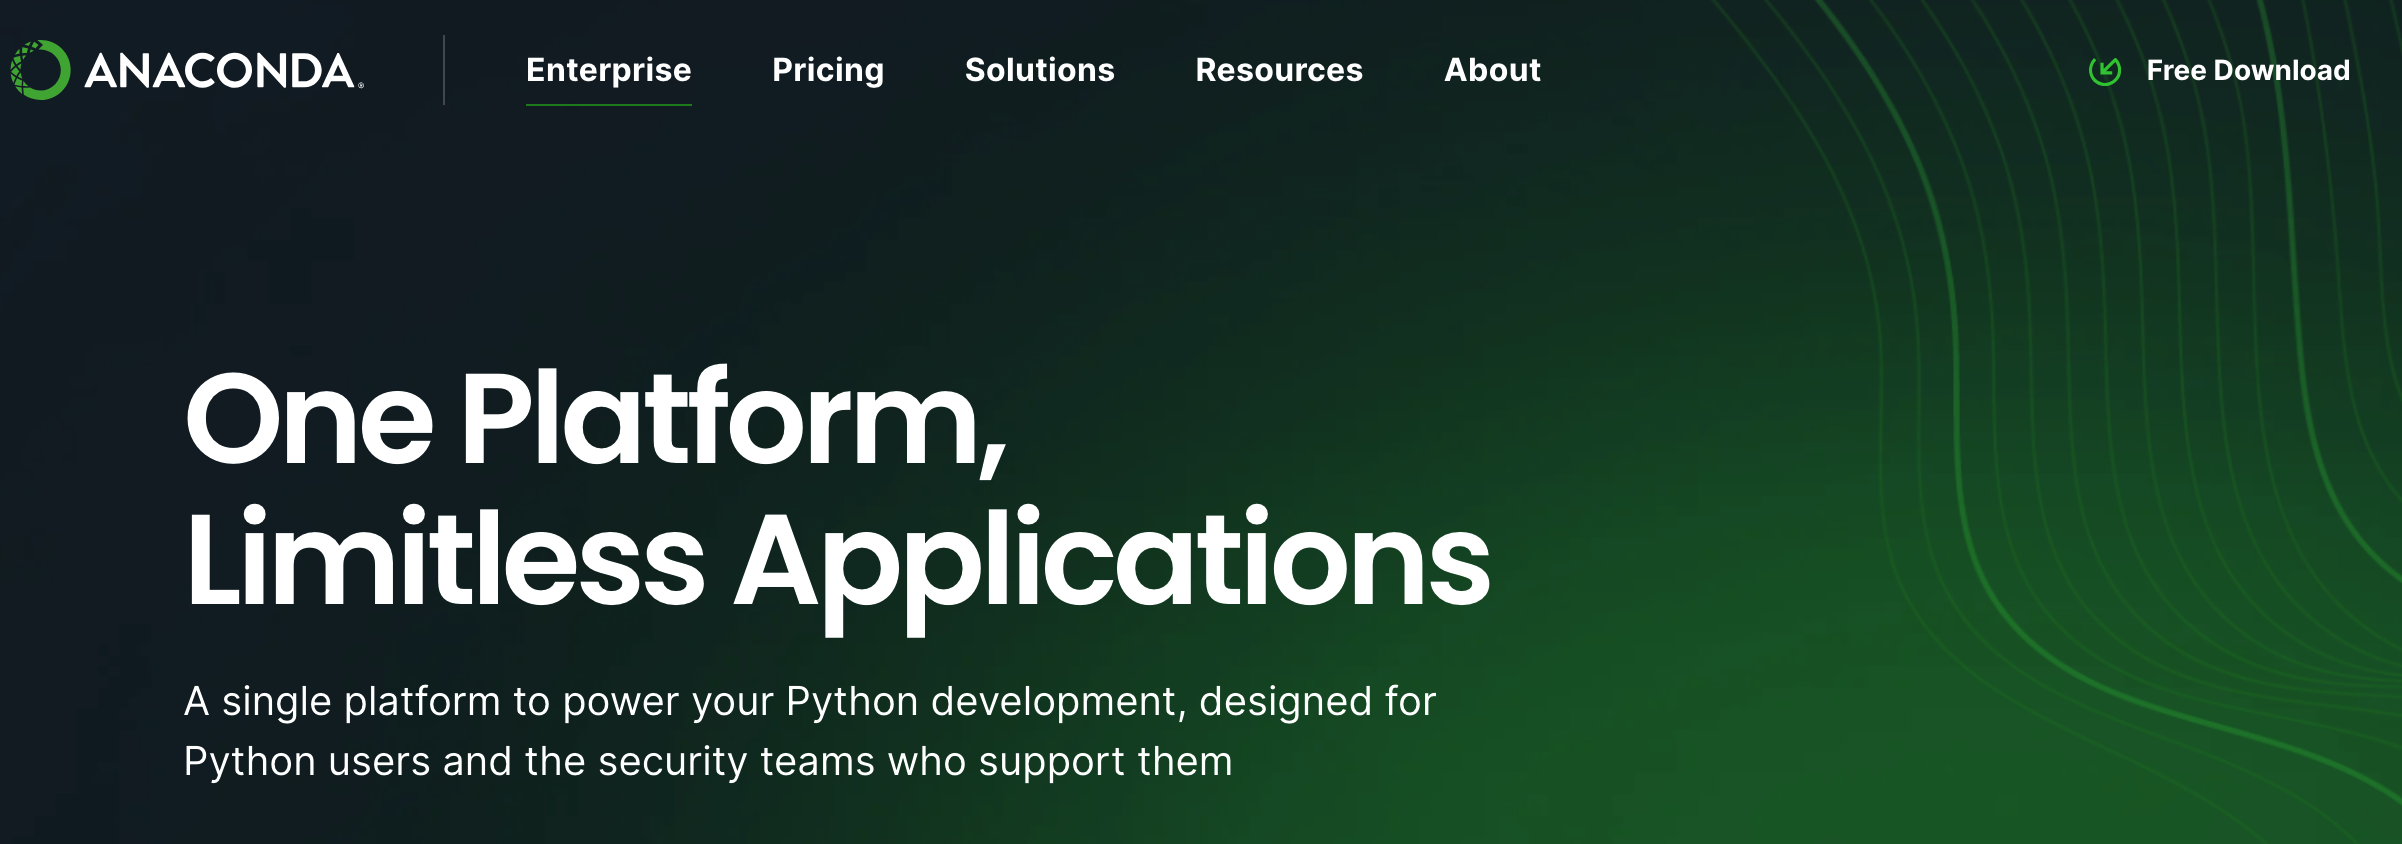 ANACONDA®
Enterprise
Pricing
Solutions
Resources
About
Free Download
One Platform,
Limitless Applications
A single platform to power your Python development, designed for
Python users and the security teams who support them